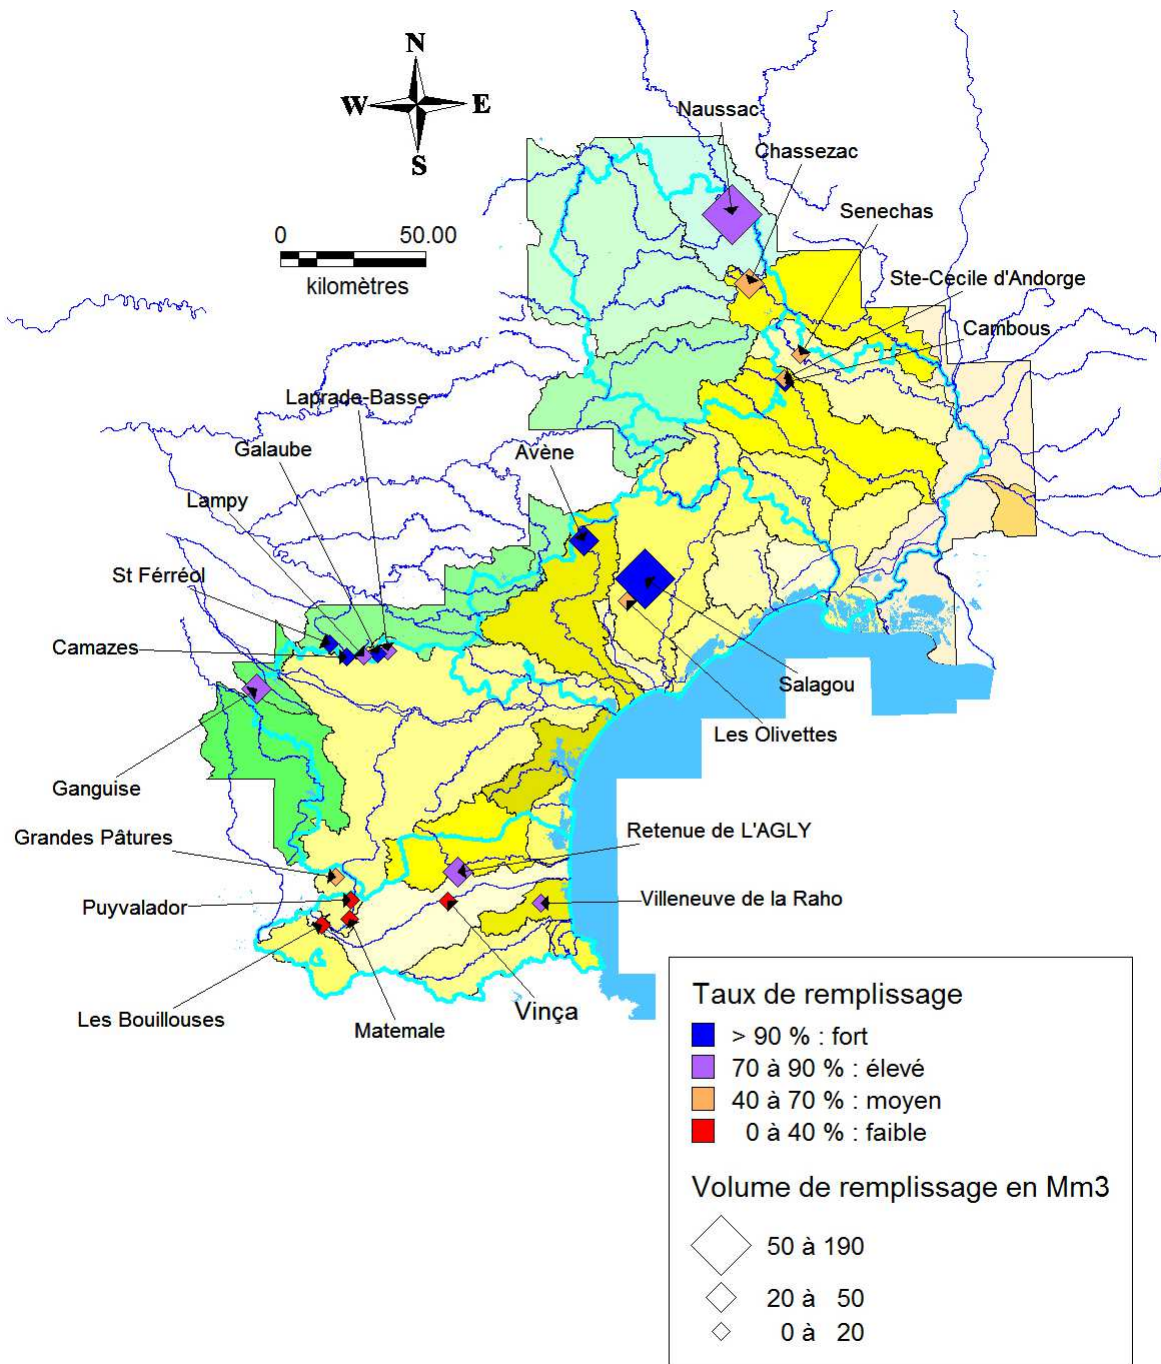 N
W
E
S
0
50.00
kilomètres
Naussac
Chassezac
Senechas
Ste-Cecile d'Andorge
Cambous
Laprade-Basse
Galaube
Avène
Lampy
St Férréol
Camazes
Salagou
Les Olivettes
Ganguise
Grandes Pâtures
Retenue de L'AGLY
Puyvalador
Villeneuve de la Raho
Les Bouillouses
Matemale
Vinça
Taux de remplissage
> 90 % : fort
70 à 90 % : élevé
40 à 70 % : moyen
0 à 40 % : faible
Volume de remplissage en Mm3
50 à 190
20 à 50
0 à 20